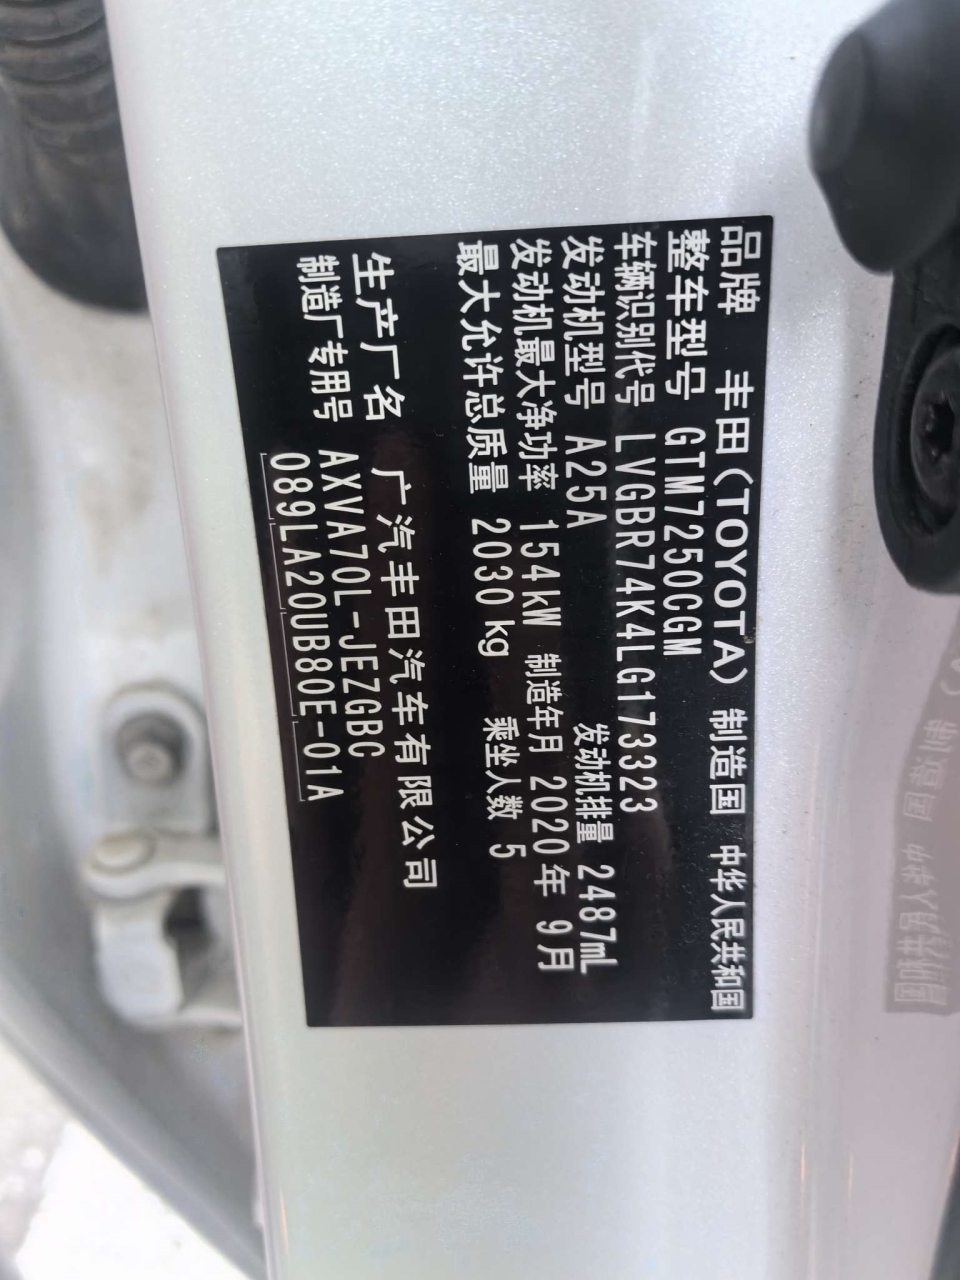 品牌 丰田(TOYOTA) 制造国 中华人民共和国
整车型号 GTM7250CGM
车辆识别代号 LVGBR74K4LG173323
发动机型号 A25A 发动机排量 2487mL
发动机最大净功率 154kW 制造年月 2020年 9月
最大允许总质量 2030kg 乘坐人数 5
生产厂名 广汽丰田汽车有限公司
制造厂专用号 AXVA70L-JEZGBC
089LA20UB80E-01A